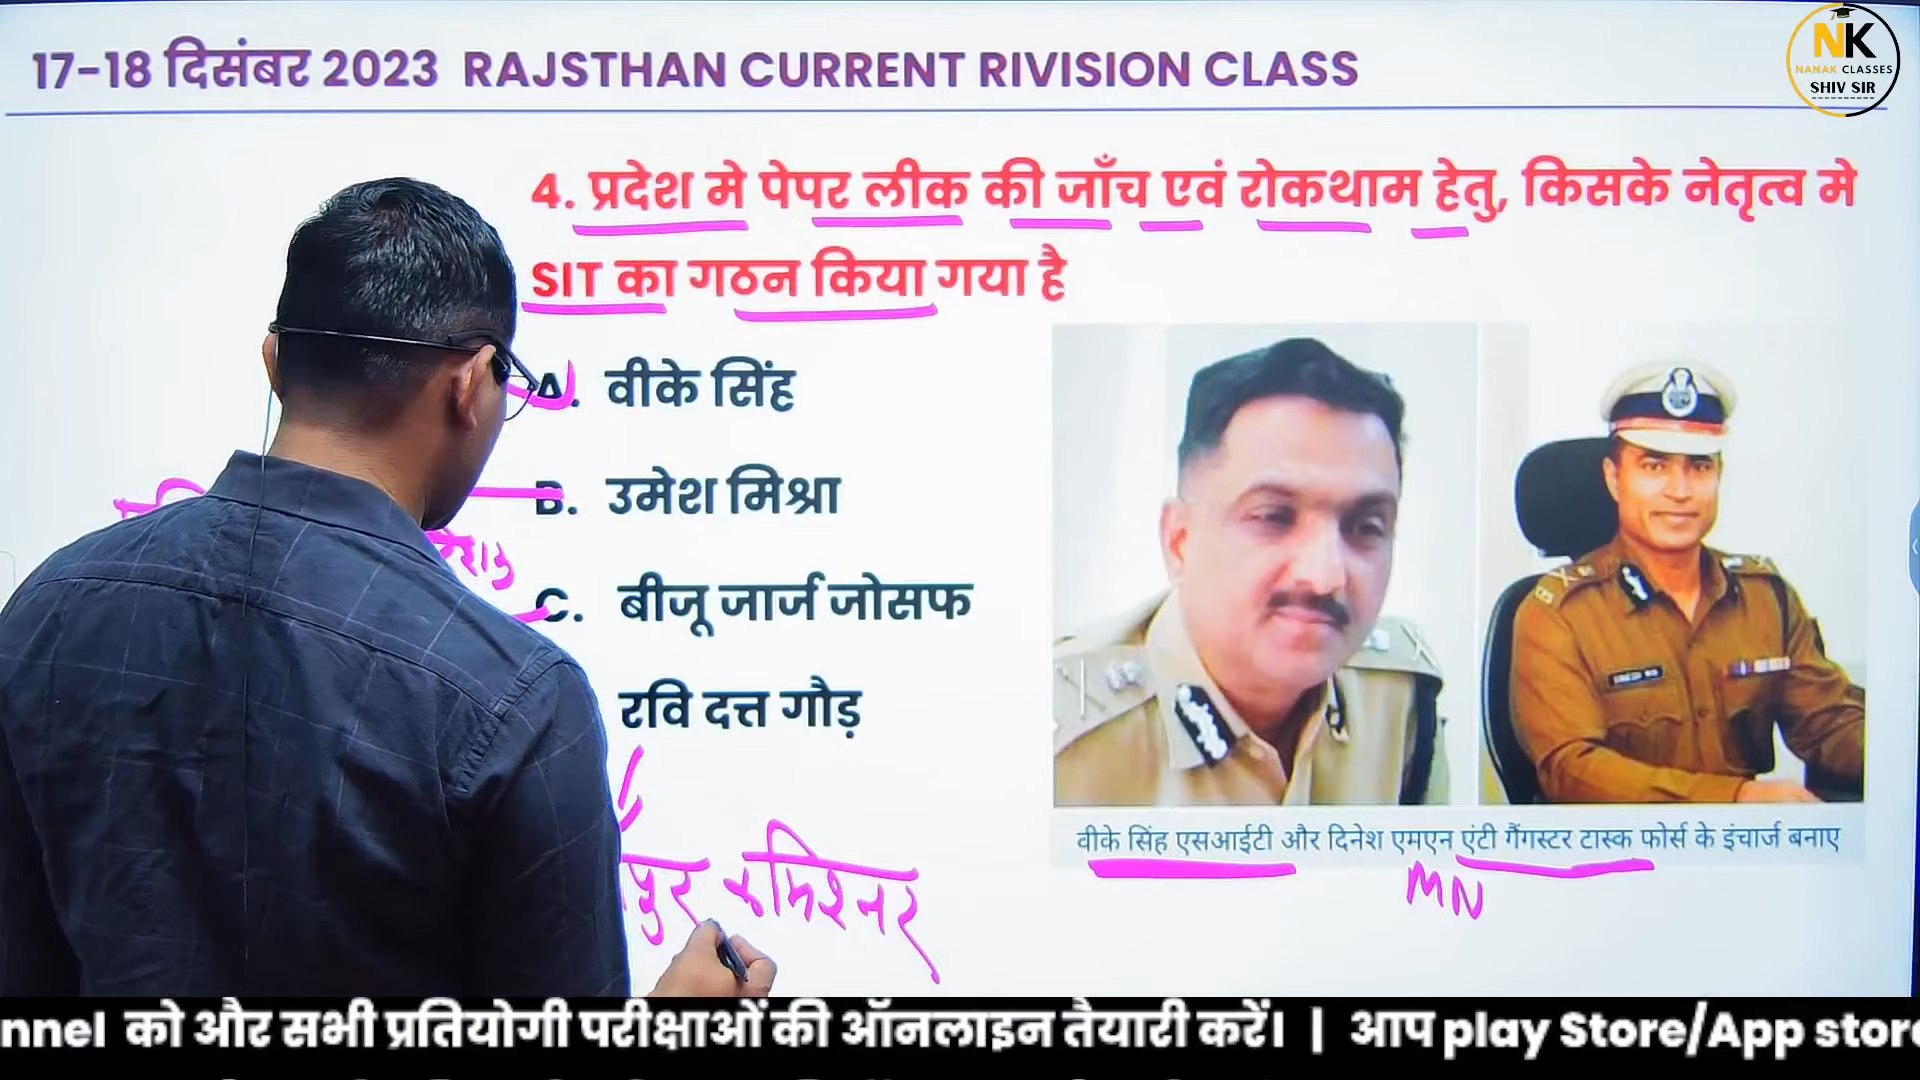 17-18 दिसंबर 2023 RAJSTHAN CURRENT RIVISION CLASS
NK
NANAK CLASSES
SHIV SIR
4. प्रदेश मे पेपर लीक की जाँच एवं रोकथाम हेतु, किसके नेतृत्व मे
SIT का गठन किया गया है
A. वीके सिंह
B. उमेश मिश्रा
C. बीजू जार्ज जोसफ
रवि दत्त गौड़
वीके सिंह एसआईटी और दिनेश एमएन एंटी गैंगस्टर टास्क फोर्स के इंचार्ज बनाए
MN
पुर कमिश्नर
nnel को और सभी प्रतियोगी परीक्षाओं की ऑनलाइन तैयारी करें। | आप play Store/App store